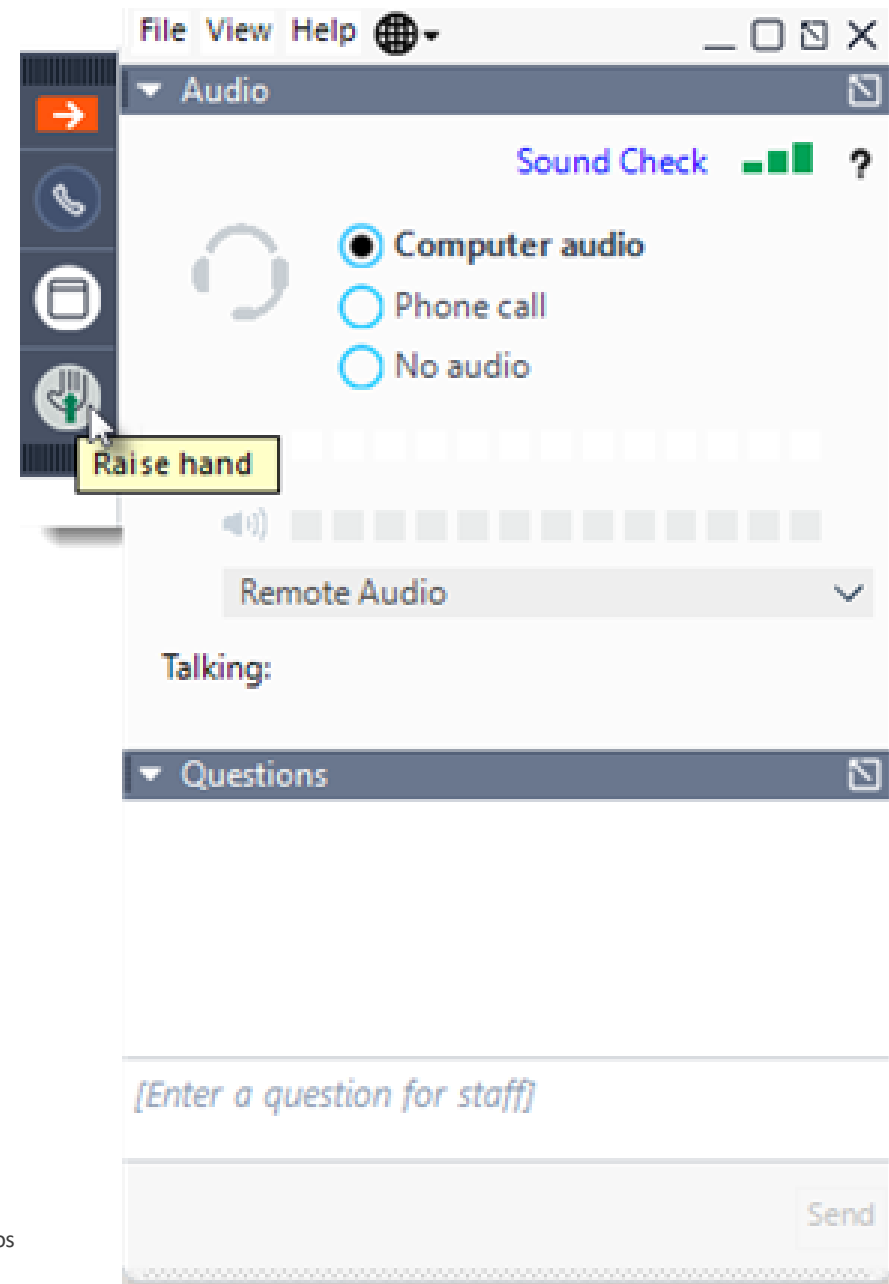 File View Help
Audio
Sound Check ?
Computer audio
Phone call
No audio
Raise hand
Remote Audio
Talking:
Questions
[Enter a question for staff]
Send
os